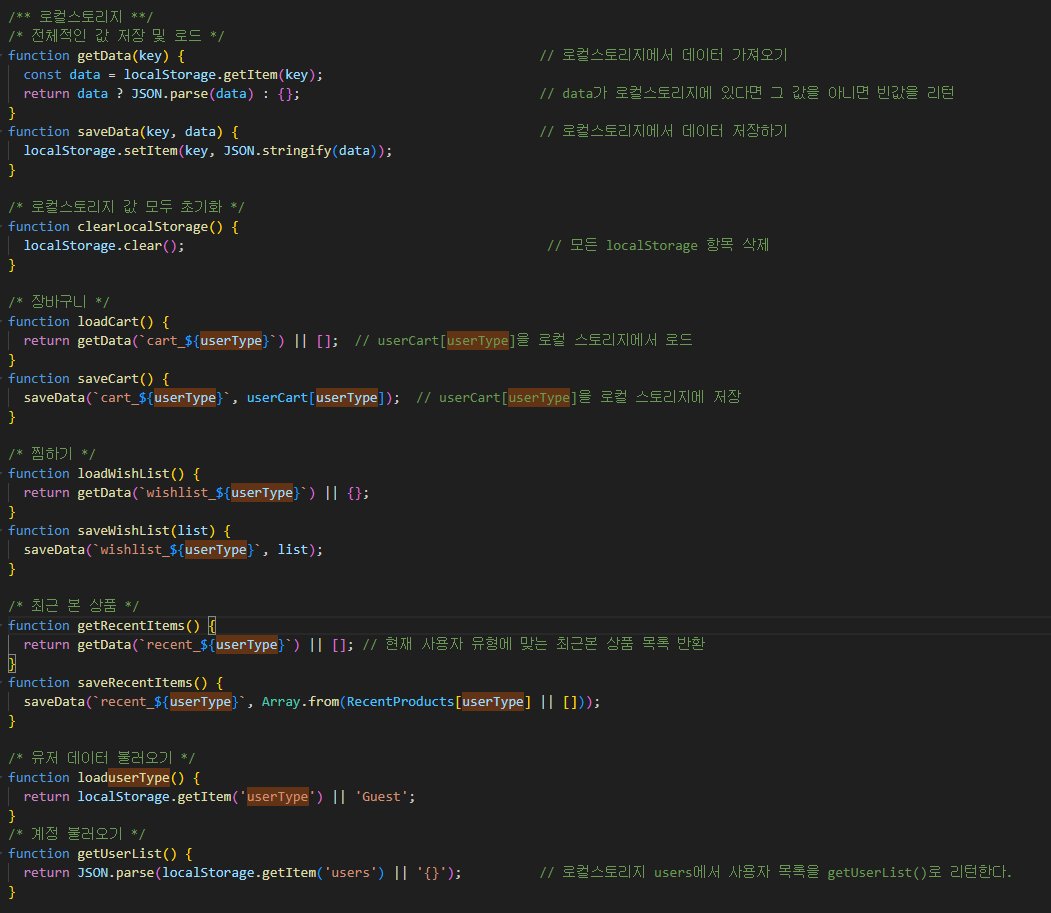 /** 로컬스토리지 **/
/* 전체적인 값 저장 및 로드 */
function getData(key) { // 로컬스토리지에서 데이터 가져오기
const data = localStorage.getItem(key);
return data ? JSON.parse(data) : {}; // data가 로컬스토리지에 있다면 그 값을 아니면 빈값을 리턴
}
function saveData(key, data) { // 로컬스토리지에서 데이터 저장하기
localStorage.setItem(key, JSON.stringify(data));
}
/* 로컬스토리지 값 모두 초기화 */
function clearLocalStorage() {
localStorage.clear(); // 모든 localStorage 항목 삭제
}
/* 장바구니 */
function loadCart() {
return getData(`cart_${userType}`) || []; // userCart[userType]을 로컬 스토리지에서 로드
}
function saveCart() {
saveData(`cart_${userType}`, userCart[userType]); // userCart[userType]을 로컬 스토리지에 저장
}
/* 찜하기 */
function loadWishList() {
return getData(`wishlist_${userType}`) || {};
}
function saveWishList(list) {
saveData(`wishlist_${userType}`, list);
}
/* 최근 본 상품 */
function getRecentItems() {
return getData(`recent_${userType}`) || []; // 현재 사용자 유형에 맞는 최근본 상품 목록 반환
}
function saveRecentItems() {
saveData(`recent_${userType}`, Array.from(RecentProducts[userType] || []));
}
/* 유저 데이터 불러오기 */
function loaduserType() {
return localStorage.getItem('userType') || 'Guest';
}
/* 계정 불러오기 */
function getUserList() {
return JSON.parse(localStorage.getItem('users') || '{}'); // 로컬스토리지 users에서 사용자 목록을 getUserList()로 리턴한다.
}